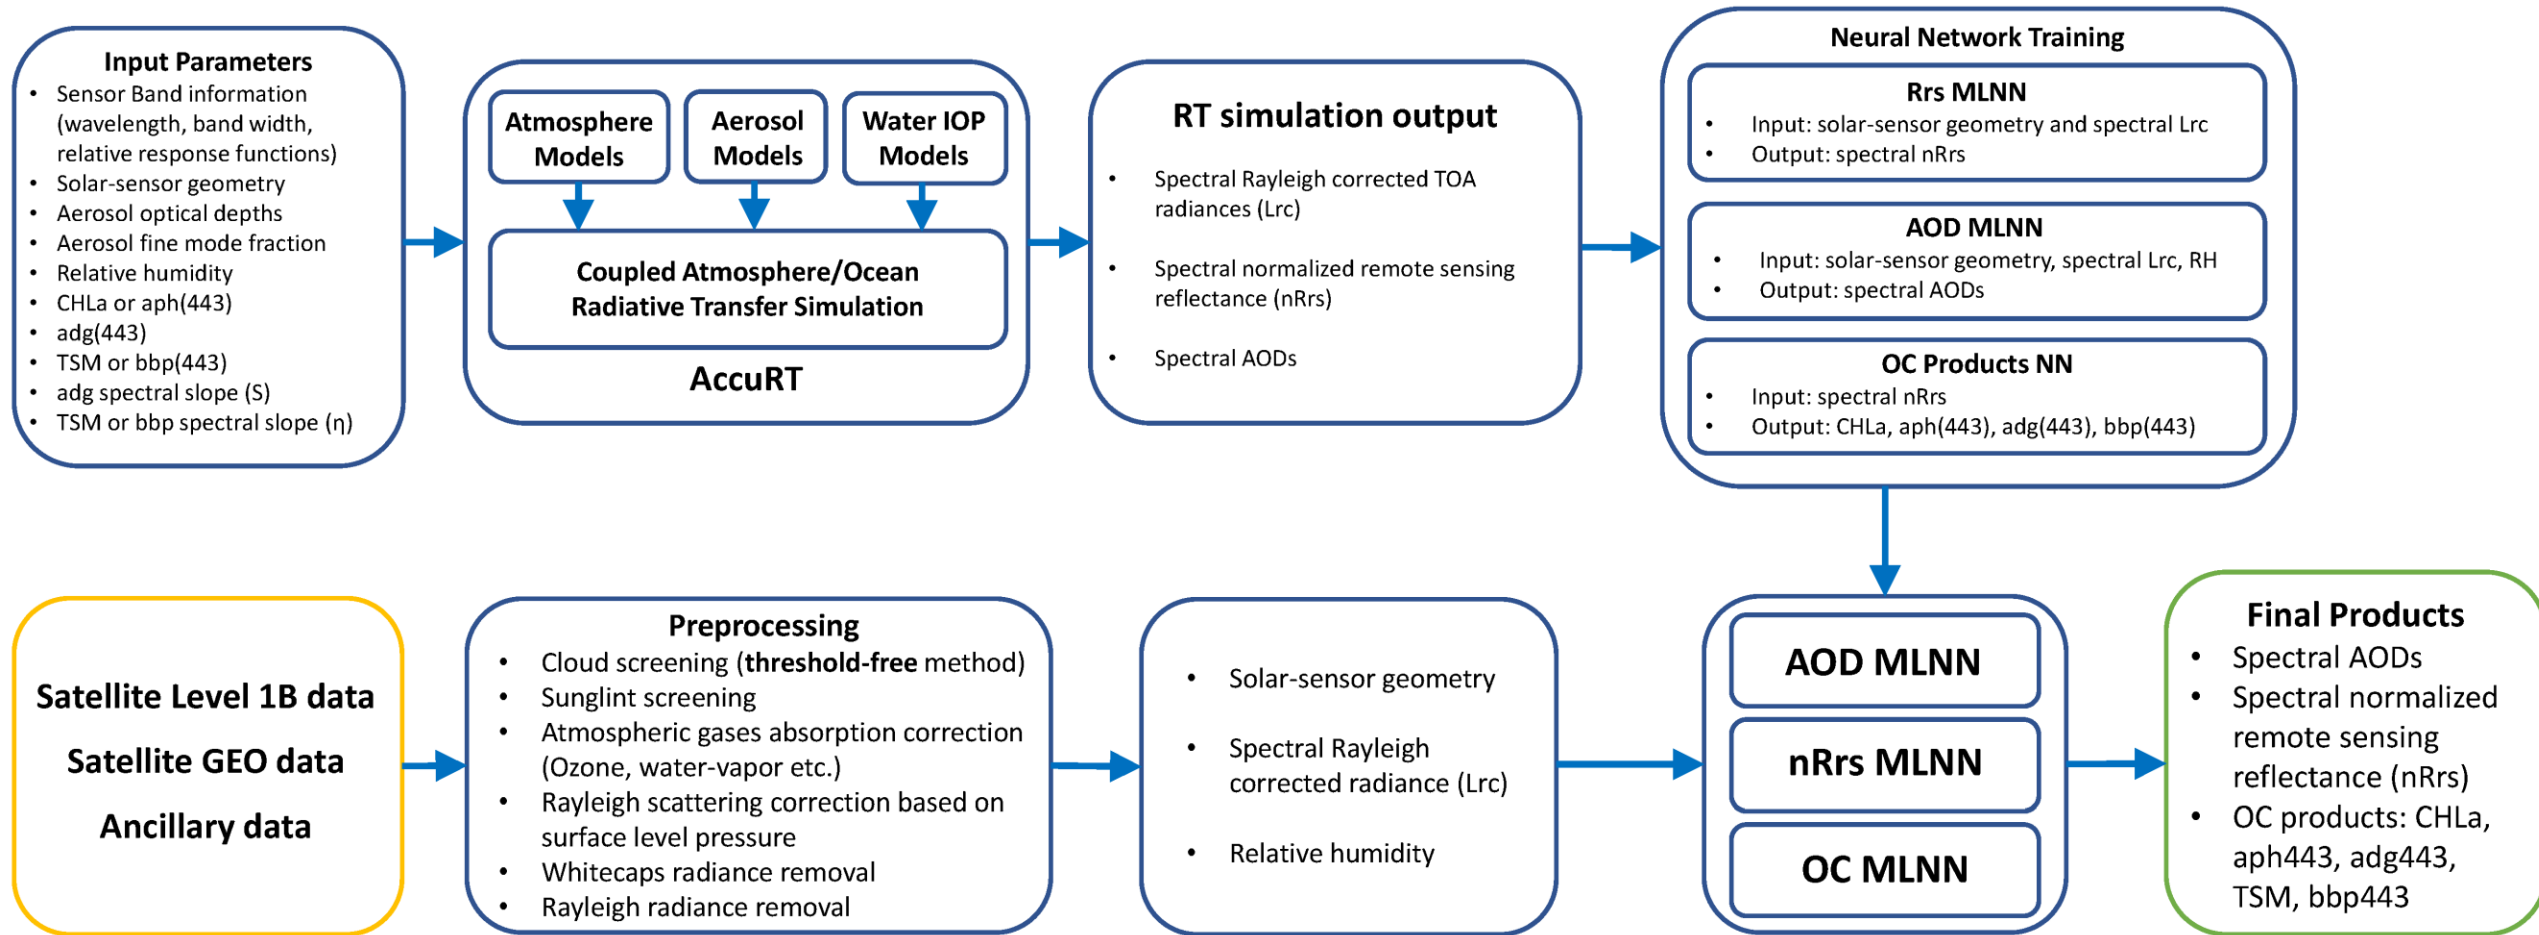 Input Parameters
• Sensor Band information
(wavelength, band width,
relative response functions)
• Solar-sensor geometry
• Aerosol optical depths
• Aerosol fine mode fraction
• Relative humidity
• CHLa or aph(443)
• adg(443)
• TSM or bbp(443)
• adg spectral slope (S)
• TSM or bbp spectral slope (η)
Atmosphere
Models
Aerosol
Models
Water IOP
Models
Coupled Atmosphere/Ocean
Radiative Transfer Simulation
AccuRT
RT simulation output
• Spectral Rayleigh corrected TOA
radiances (Lrc)
• Spectral normalized remote sensing
reflectance (nRrs)
• Spectral AODs
Neural Network Training
Rrs MLNN
• Input: solar-sensor geometry and spectral Lrc
• Output: spectral nRrs
AOD MLNN
• Input: solar-sensor geometry, spectral Lrc, RH
• Output: spectral AODs
OC Products NN
• Input: spectral nRrs
• Output: CHLa, aph(443), adg(443), bbp(443)
Satellite Level 1B data
Satellite GEO data
Ancillary data
Preprocessing
• Cloud screening (threshold-free method)
• Sunglint screening
• Atmospheric gases absorption correction
(Ozone, water-vapor etc.)
• Rayleigh scattering correction based on
surface level pressure
• Whitecaps radiance removal
• Rayleigh radiance removal
• Solar-sensor geometry
• Spectral Rayleigh
corrected radiance (Lrc)
• Relative humidity
AOD MLNN
nRrs MLNN
OC MLNN
Final Products
• Spectral AODs
• Spectral normalized
remote sensing
reflectance (nRrs)
• OC products: CHLa,
aph443, adg443,
TSM, bbp443